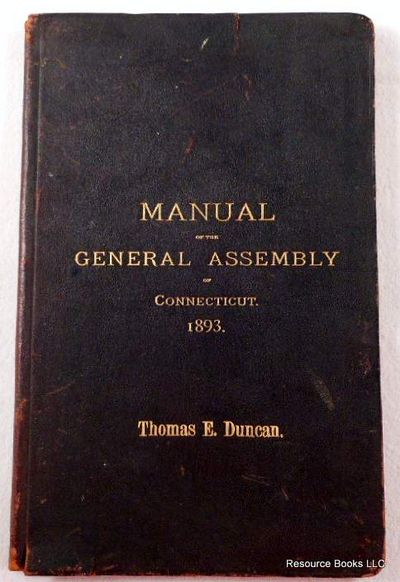 MANUAL
OF THE
GENERAL ASSEMBLY
OF
CONNECTICUT.
1893.
Thomas E. Duncan.
Resource Books LLC